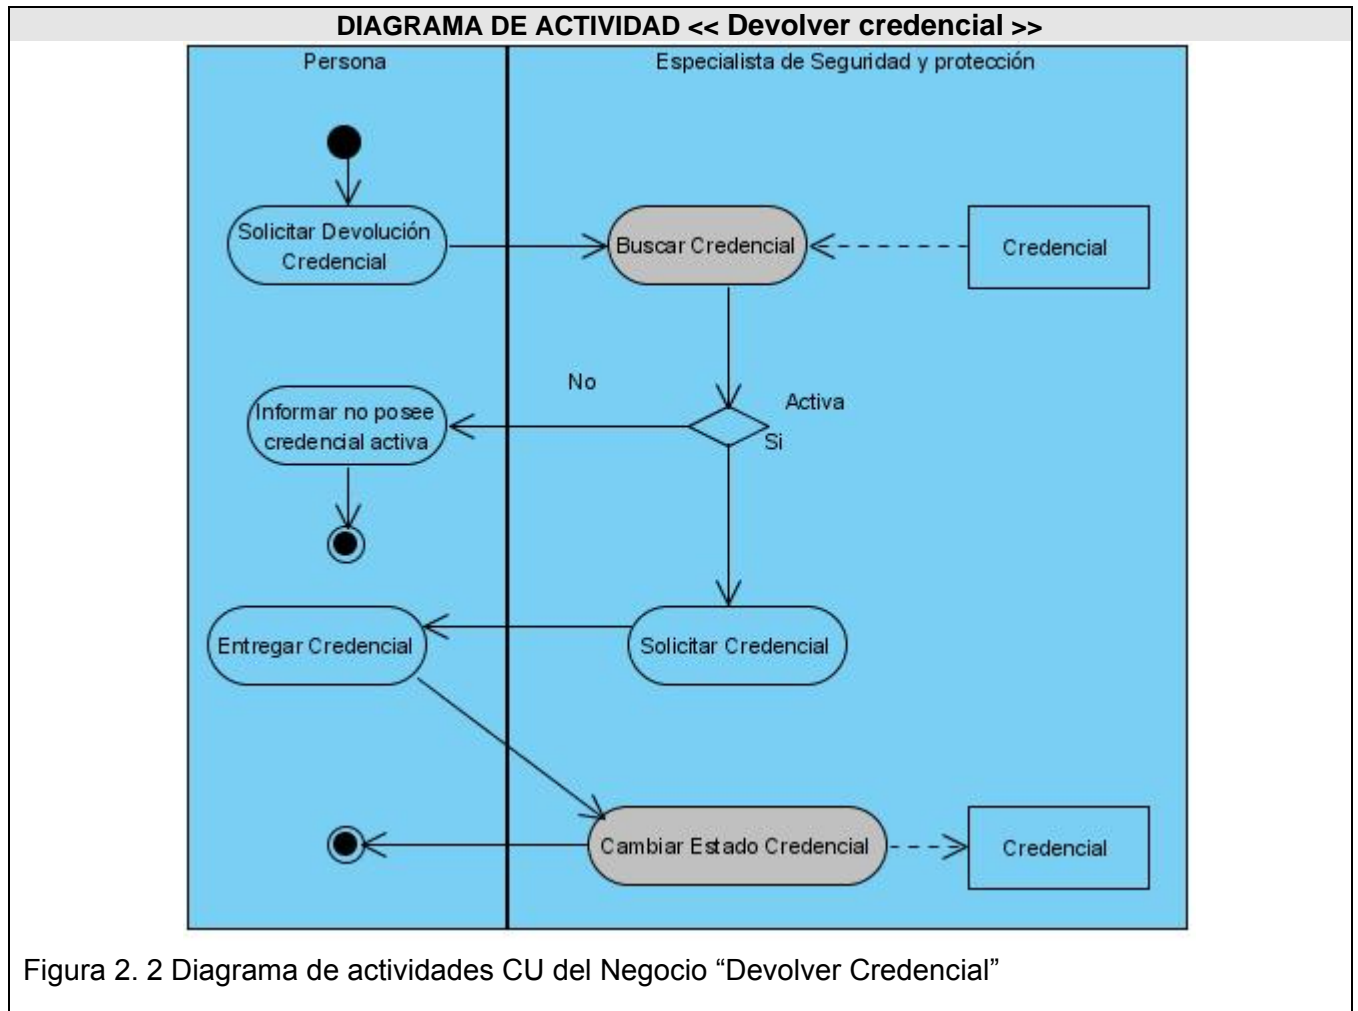 DIAGRAMA DE ACTIVIDAD << Devolver credencial >>
Persona
Especialista de Seguridad y protección
Solicitar Devolución
Credencial
Buscar Credencial
Credencial
No
Activa
Si
Informar no posee
credencial activa
Entregar Credencial
Solicitar Credencial
Cambiar Estado Credencial
Credencial
Figura 2. 2 Diagrama de actividades CU del Negocio “Devolver Credencial”